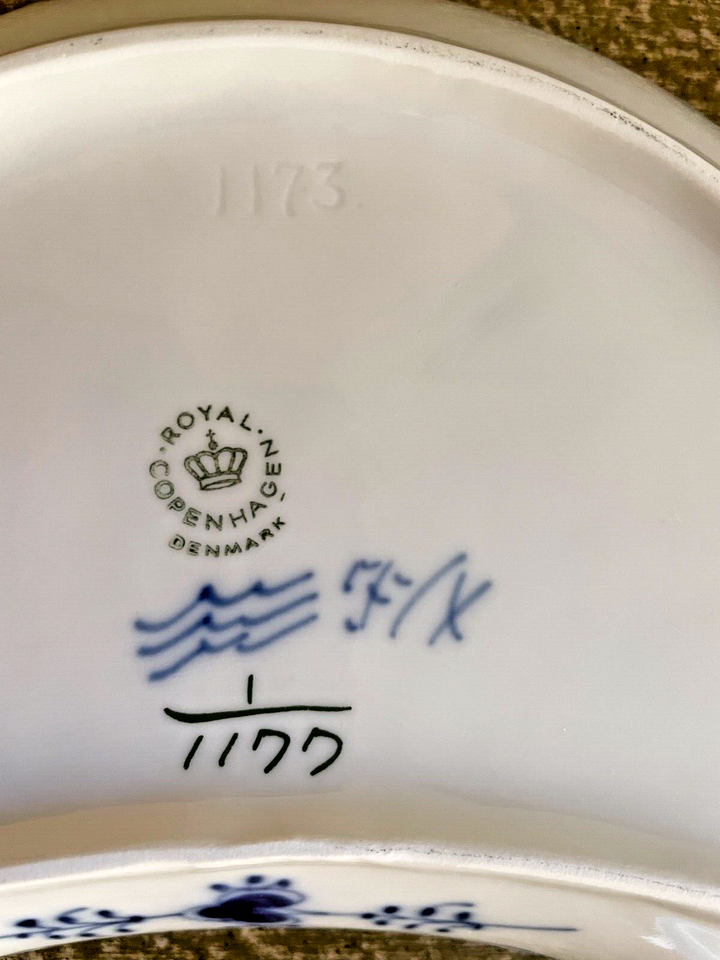 1173.
ROYAL COPENHAGEN
DENMARK
F/X
1
1177